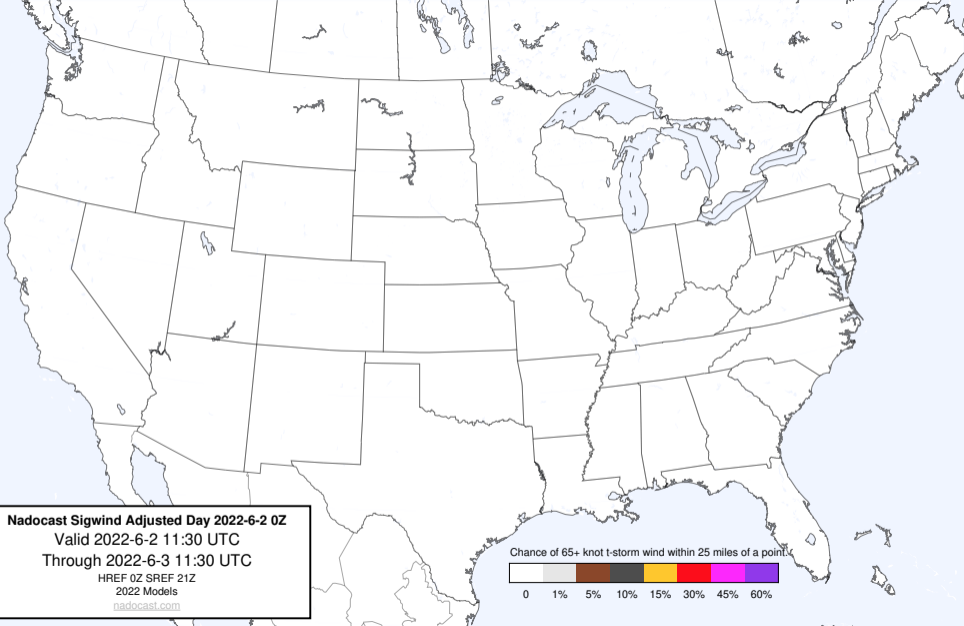 Nadocast Sigwind Adjusted Day 2022-6-2 0Z
Valid 2022-6-2 11:30 UTC
Through 2022-6-3 11:30 UTC
HREF 0Z SREF 21Z
2022 Models
nadocast.com
Chance of 65+ knot t-storm wind within 25 miles of a point.
0 1% 5% 10% 15% 30% 45% 60%